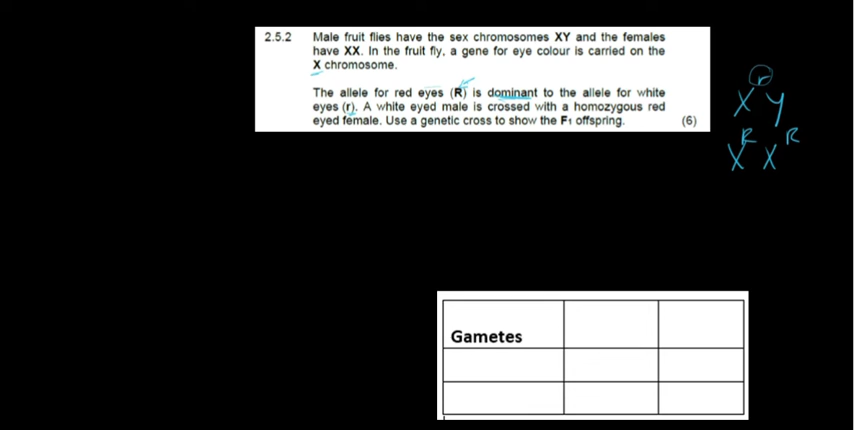 2.5.2 Male fruit flies have the sex chromosomes XY and the females
have XX. In the fruit fly, a gene for eye colour is carried on the
X chromosome.
The allele for red eyes (R) is dominant to the allele for white
eyes (r). A white eyed male is crossed with a homozygous red
eyed female. Use a genetic cross to show the F₁ offspring. (6)
Xʳ Y
Xᴿ Xᴿ
Gametes